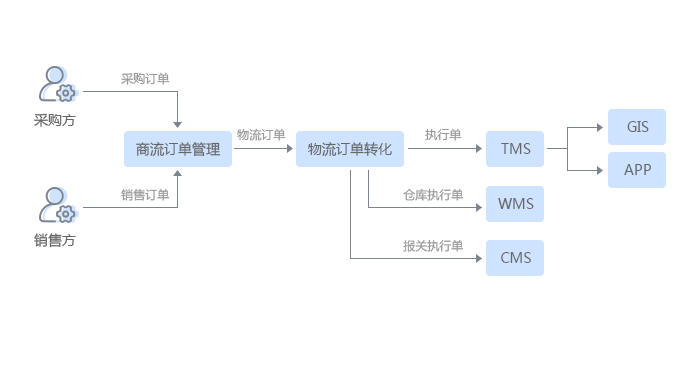 采购订单
采购方
商流订单管理
物流订单
物流订单转化
执行单
TMS
GIS
APP
销售订单
仓库执行单
WMS
销售方
报关执行单
CMS